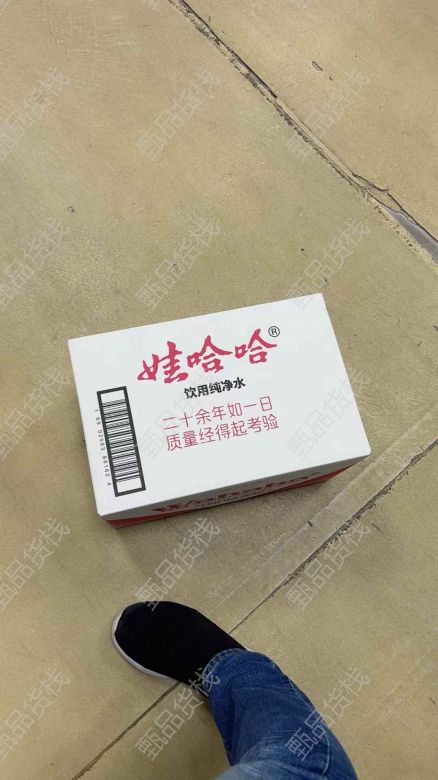 娃哈哈®
饮用纯净水
二十余年如一日
质量经得起考验
甄品货栈